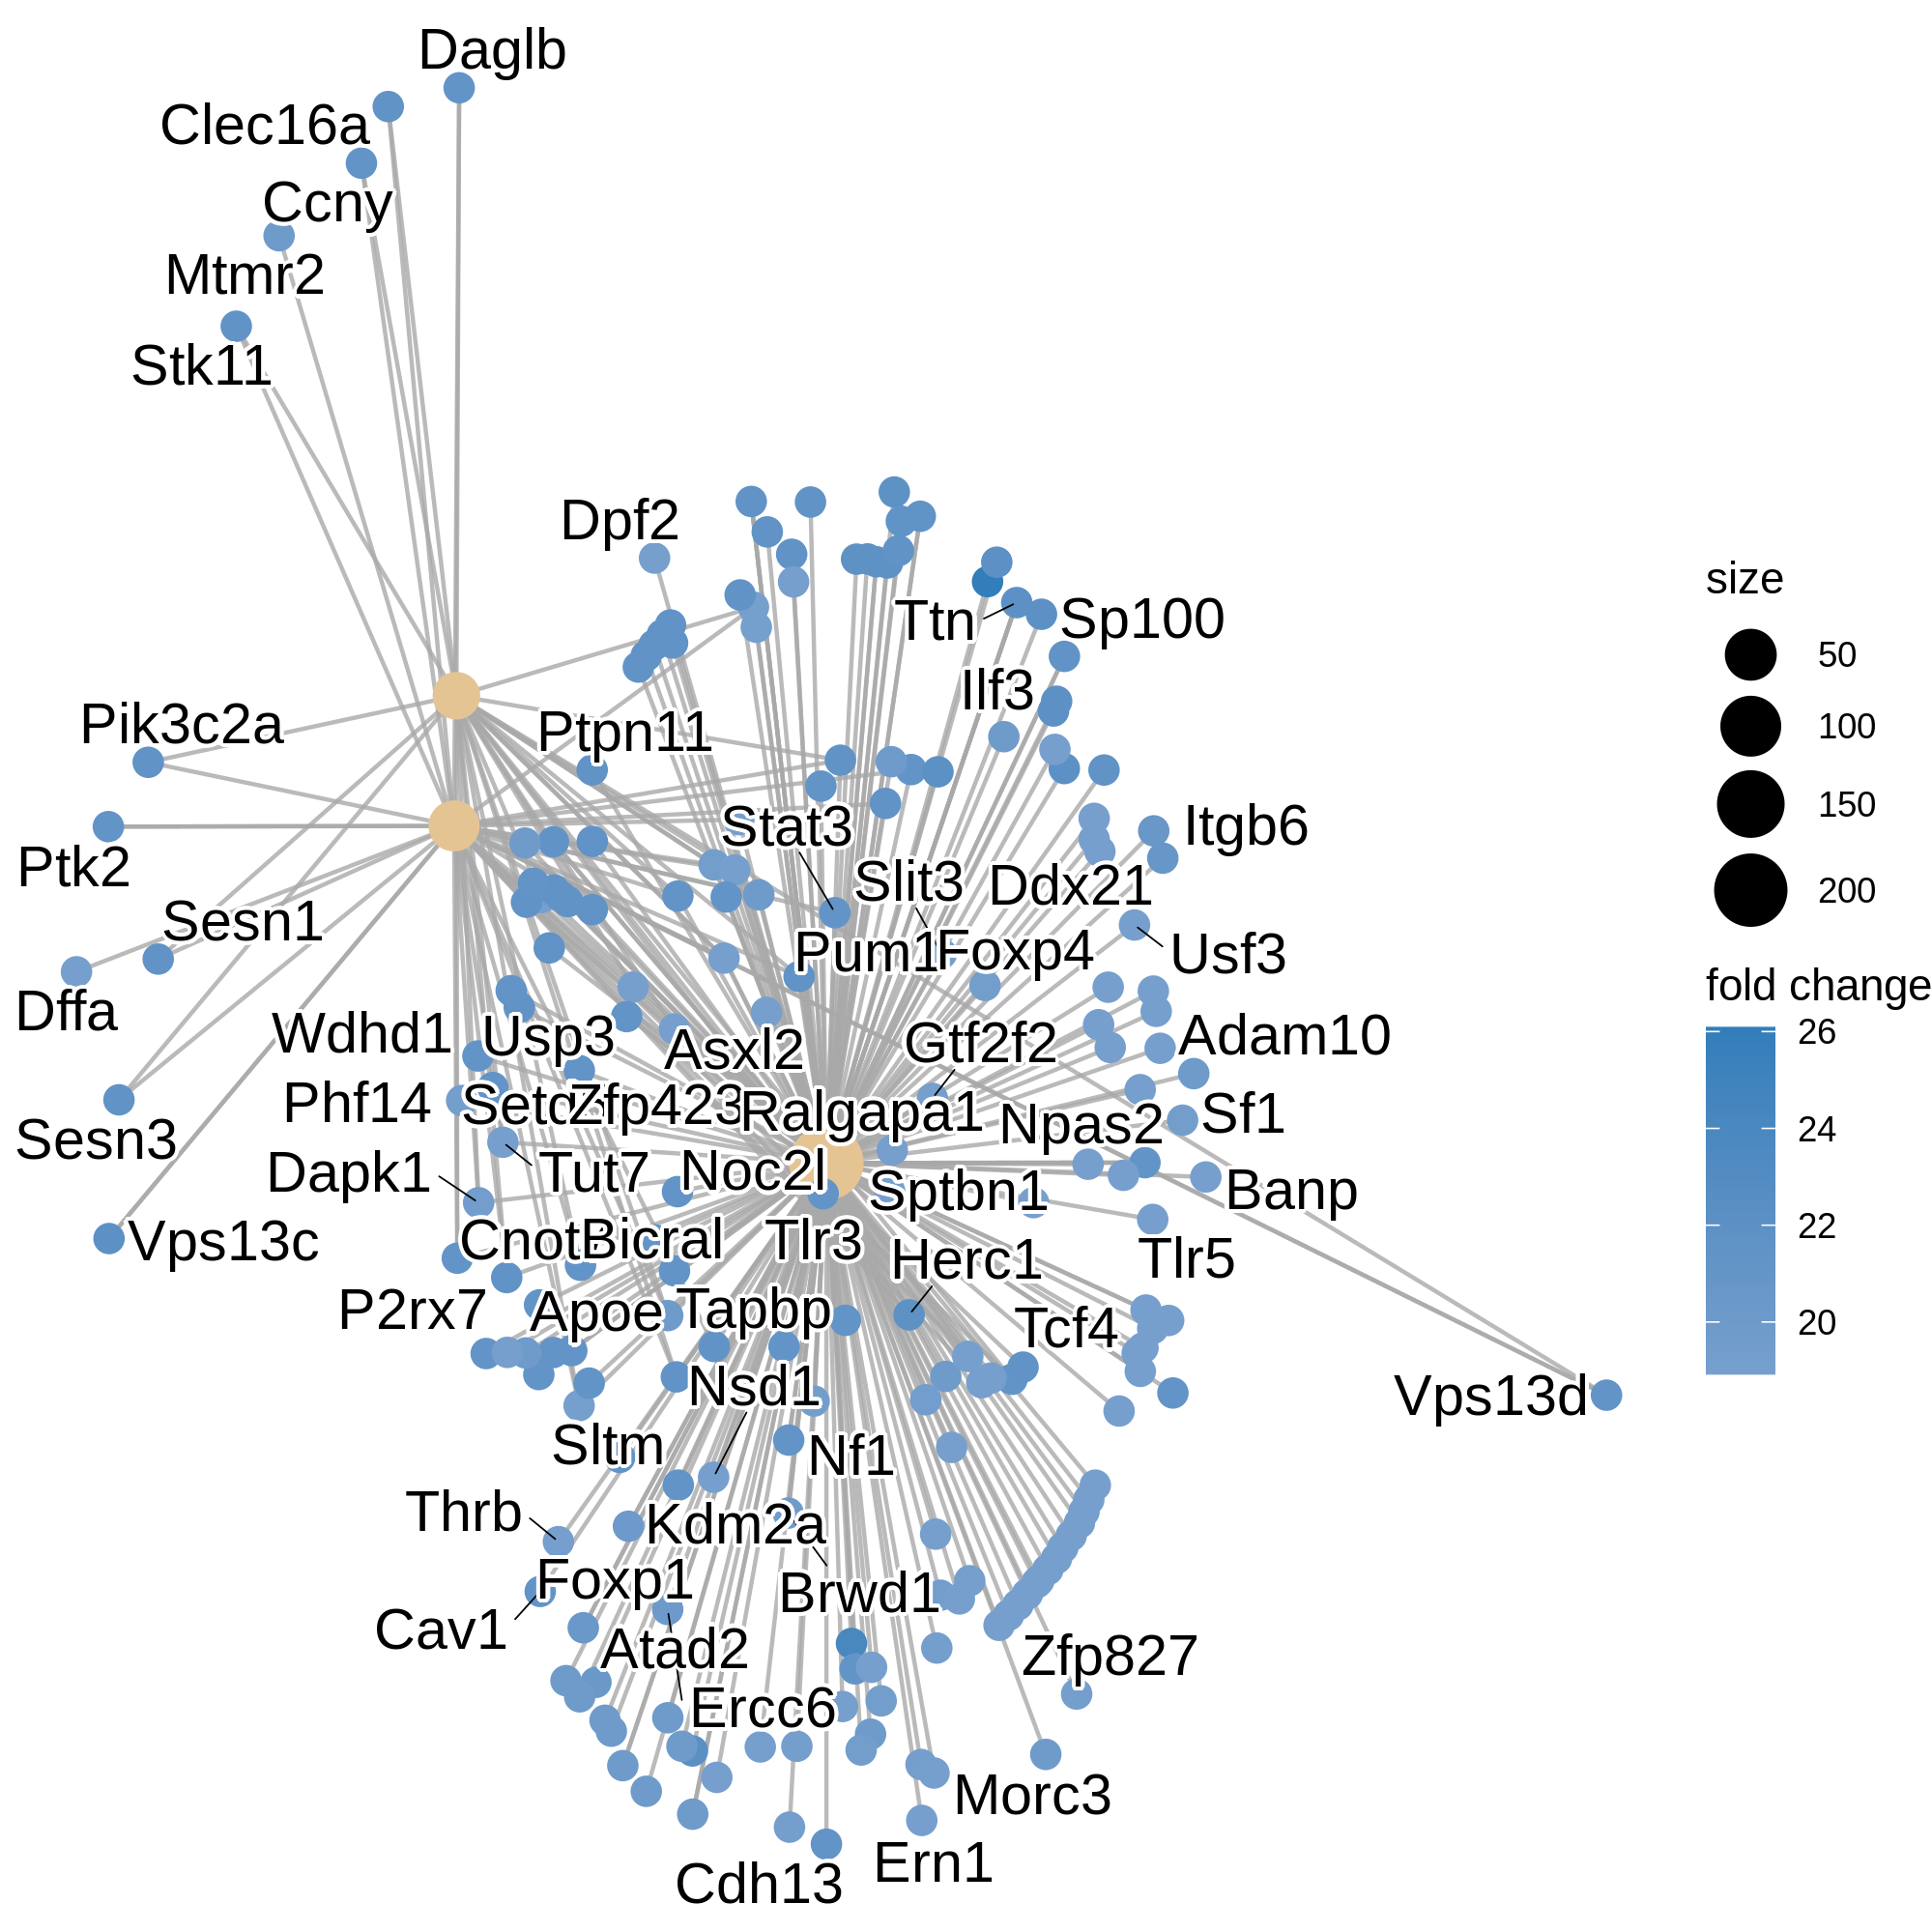 Daglb
Clec16a
Ccny
Mtmr2
Stk11
Dpf2
Ttn
Sp100
Ilf3
Pik3c2a
Ptpn11
Ptk2
Stat3
Itgb6
Slit3
Ddx21
Sesn1
Pum1
Foxp4
Usf3
Dffa
Wdhd1
Usp3
Asxl2
Gtf2f2
Adam10
Phf14
Zfp423
Ralgapa1
Npas2
Sf1
Sesn3
Dapk1
Tut7
Noc2l
Sptbn1
Banp
Vps13c
Bicral
Tlr3
Herc1
Tlr5
P2rx7
Apoe
Tapbp
Tcf4
Nsd1
Vps13d
Sltm
Nf1
Thrb
Kdm2a
Foxp1
Brwd1
Cav1
Atad2
Zfp827
Ercc6
Morc3
Ern1
Cdh13
size
50
100
150
200
fold change
26
24
22
20